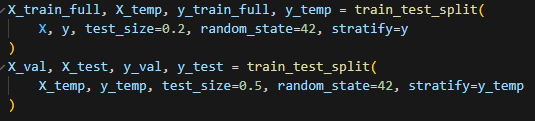 X_train_full, X_temp, y_train_full, y_temp = train_test_split(
    X, y, test_size=0.2, random_state=42, stratify=y
)
X_val, X_test, y_val, y_test = train_test_split(
    X_temp, y_temp, test_size=0.5, random_state=42, stratify=y_temp
)